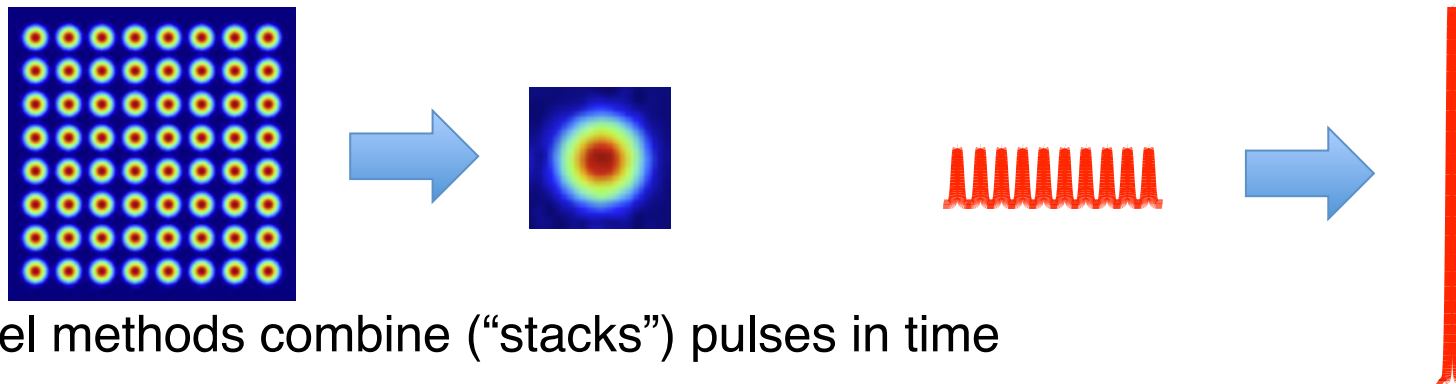 el methods combine (“stacks”) pulses in time